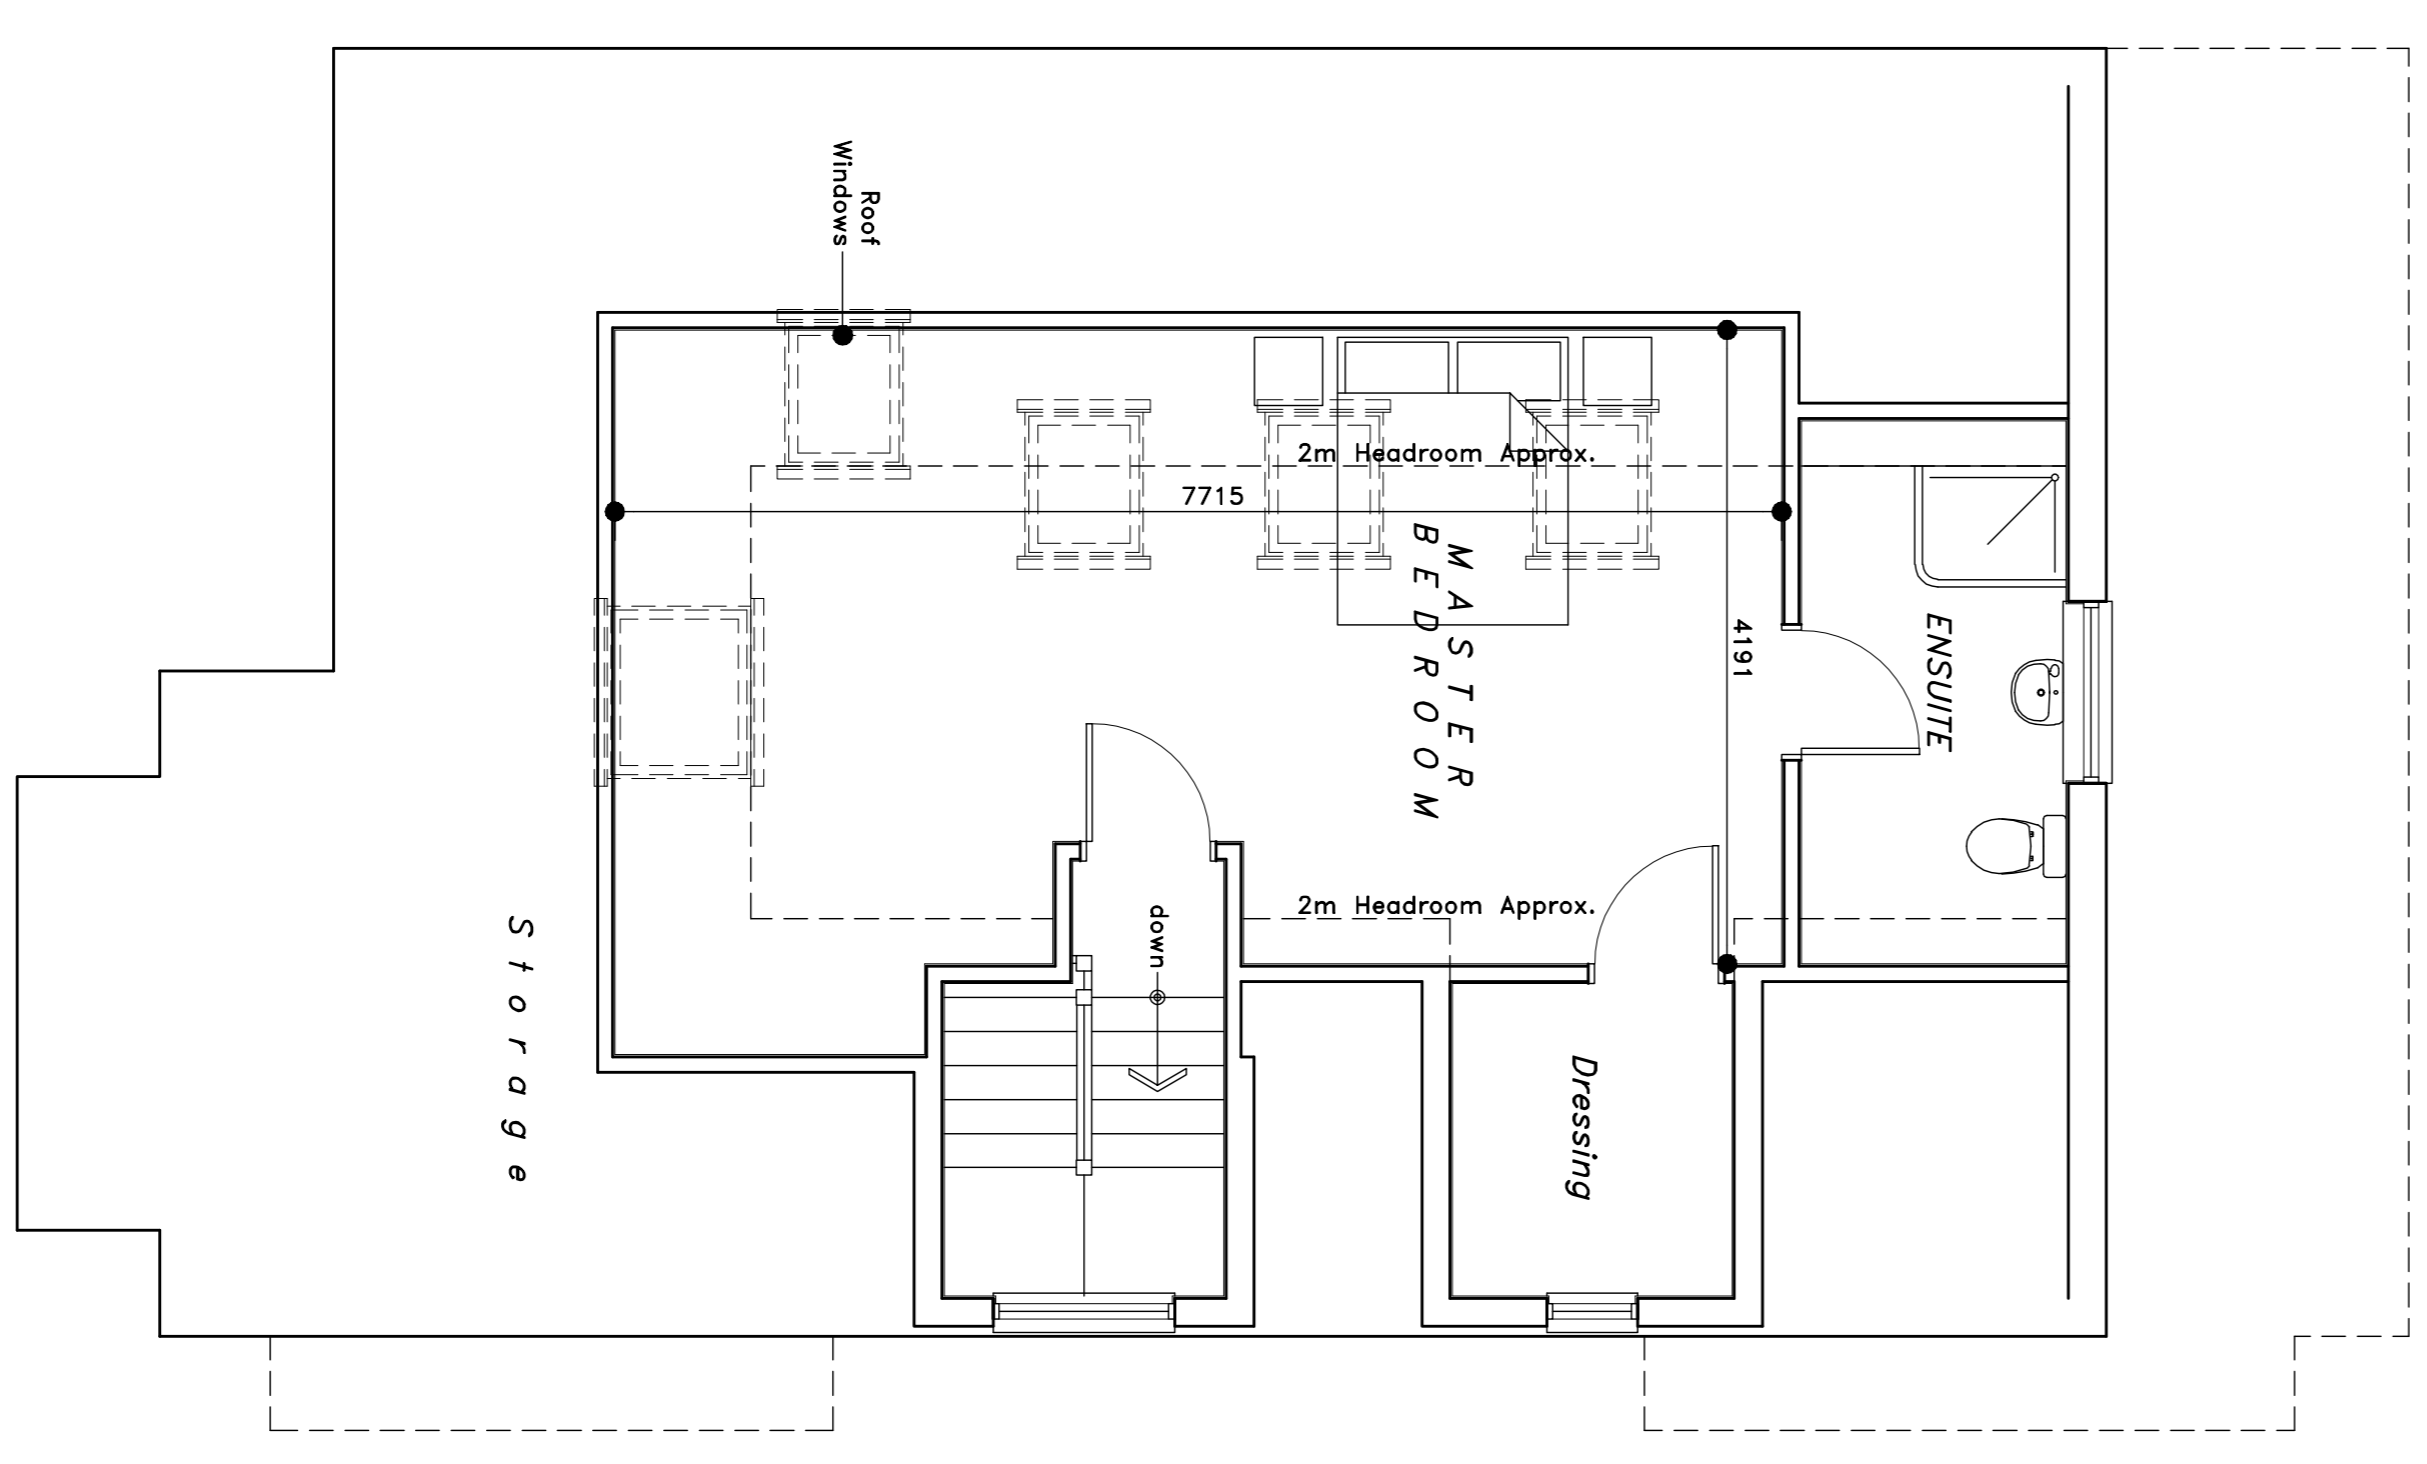 Roof
Windows
2m Headroom Approx.
7715
MASTER
BEDROOM
4191
ENSUITE
2m Headroom Approx.
down
Storage
Dressing